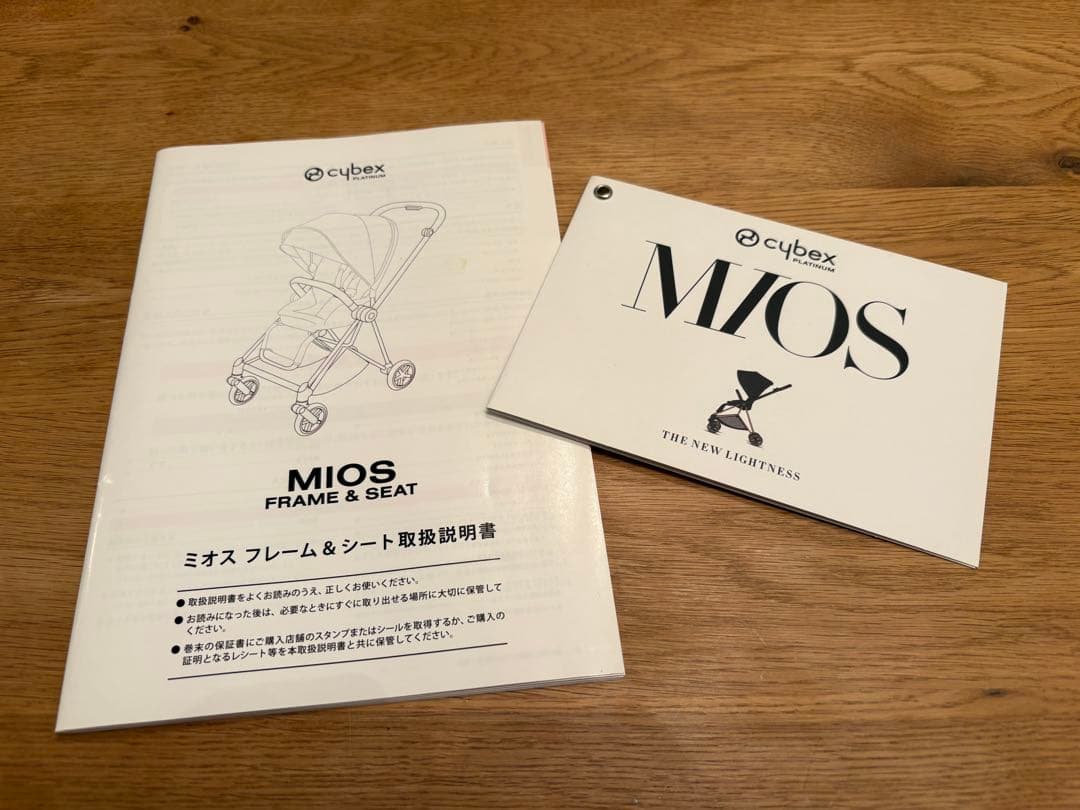 cybex
PLATINUM
MIOS
FRAME & SEAT
ミオス フレーム＆シート取扱説明書
● 取扱説明書をよくお読みのうえ、正しくお使いください。
● お読みになった後は、必要なときにすぐに取り出せる場所に大切に保管して
ください。
● 巻末の保証書にご購入店舗のスタンプまたはシールを取得するか、ご購入の
証明となるレシート等を本取扱説明書と共に保管してください。
cybex
PLATINUM
MIOS
THE NEW LIGHTNESS